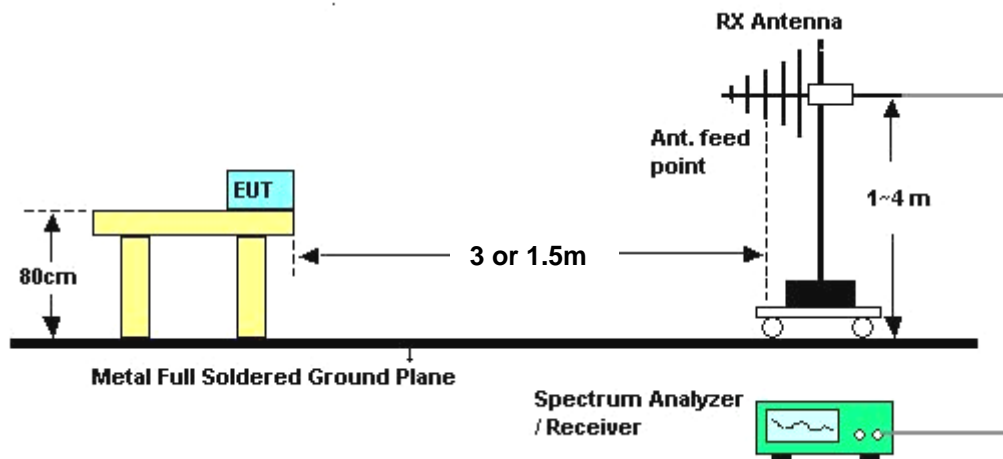 RX Antenna
Ant. feed
point
EUT
1~4 m
3 or 1.5m
80cm
Metal Full Soldered Ground Plane
Spectrum Analyzer
/ Receiver